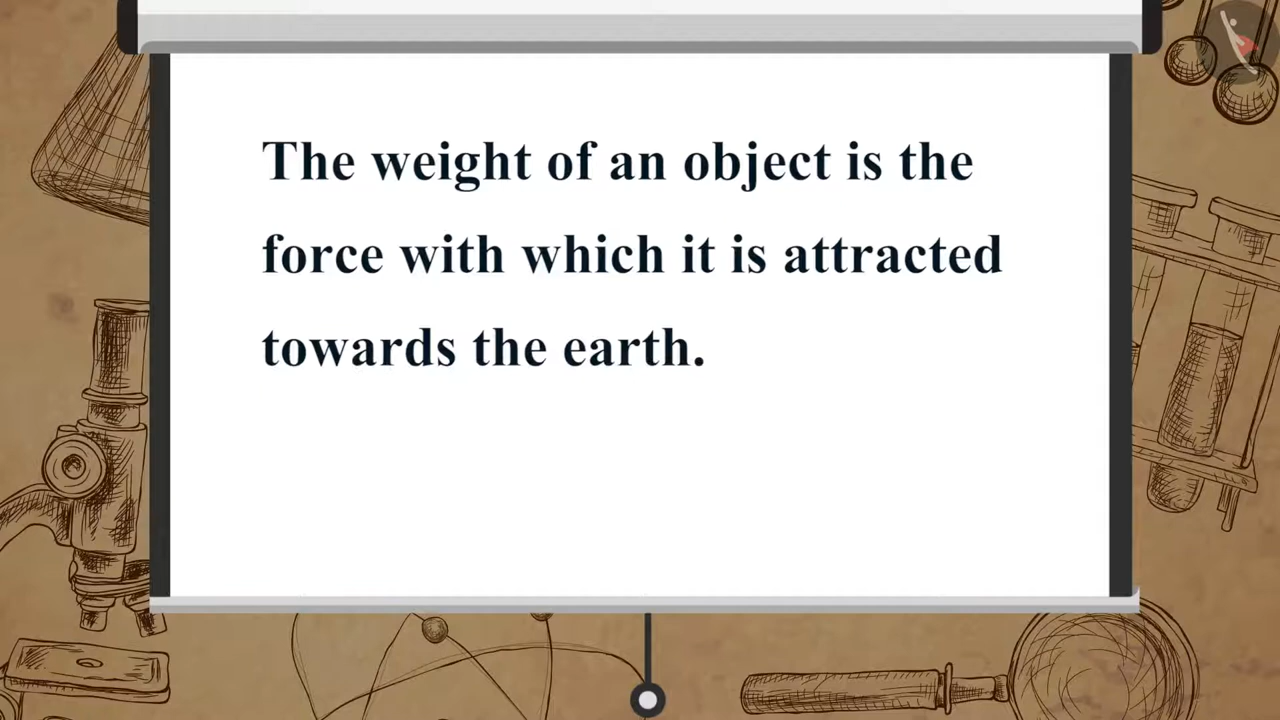 The weight of an object is the
force with which it is attracted
towards the earth.